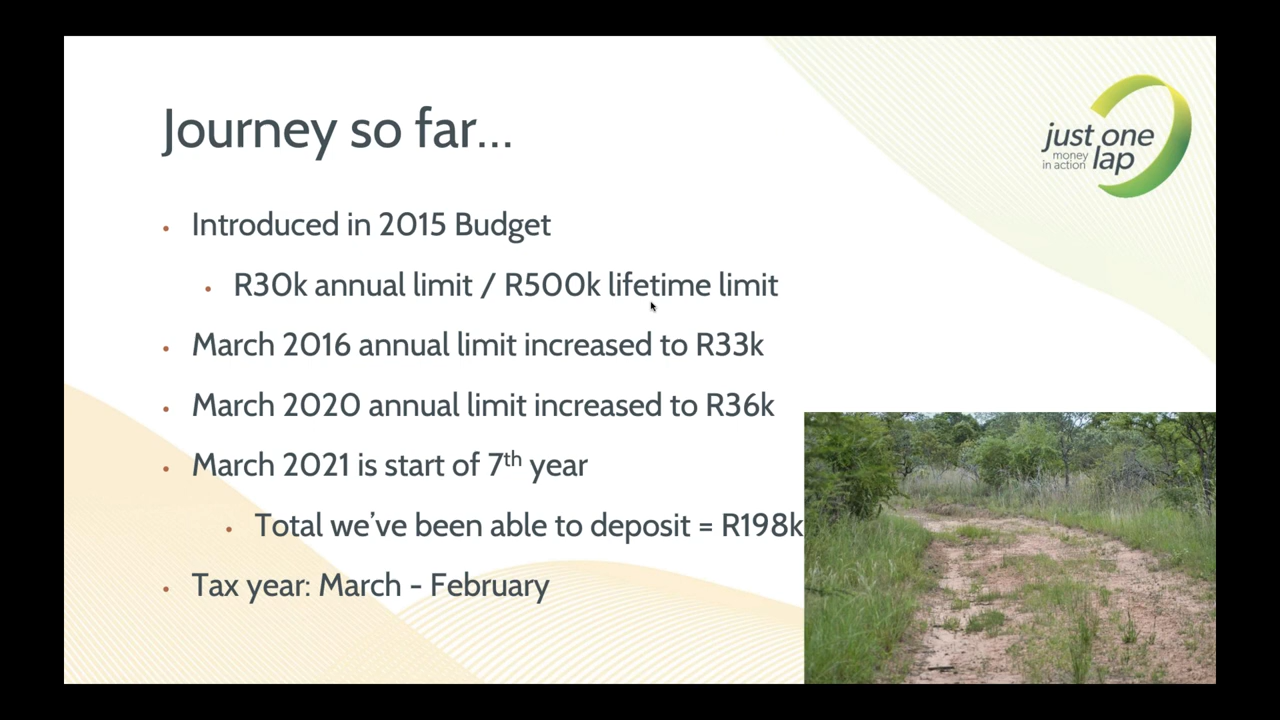 Journey so far...
just one
money
in action
lap
• Introduced in 2015 Budget
• R30k annual limit / R500k lifetime limit
• March 2016 annual limit increased to R33k
• March 2020 annual limit increased to R36k
• March 2021 is start of 7th year
• Total we've been able to deposit = R198k
• Tax year: March - February